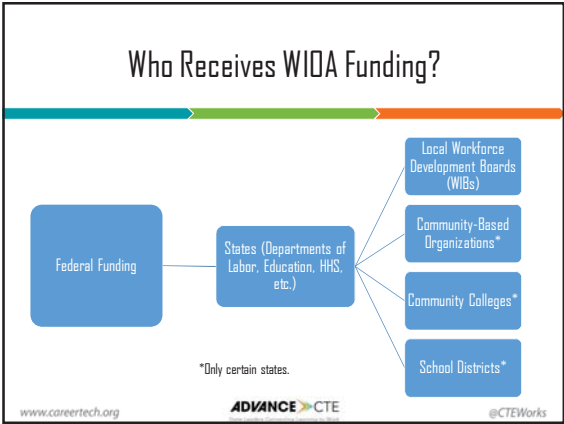 Who Receives WIOA Funding?
Federal Funding
States (Departments of
Labor, Education, HHS,
etc.)
Local Workforce
Development Boards
(WIBs)
Community-Based
Organizations*
Community Colleges*
School Districts*
*Only certain states.
www.careertech.org
ADVANCE CTE
State Leaders Connecting Learning to Work
@CTEWorks